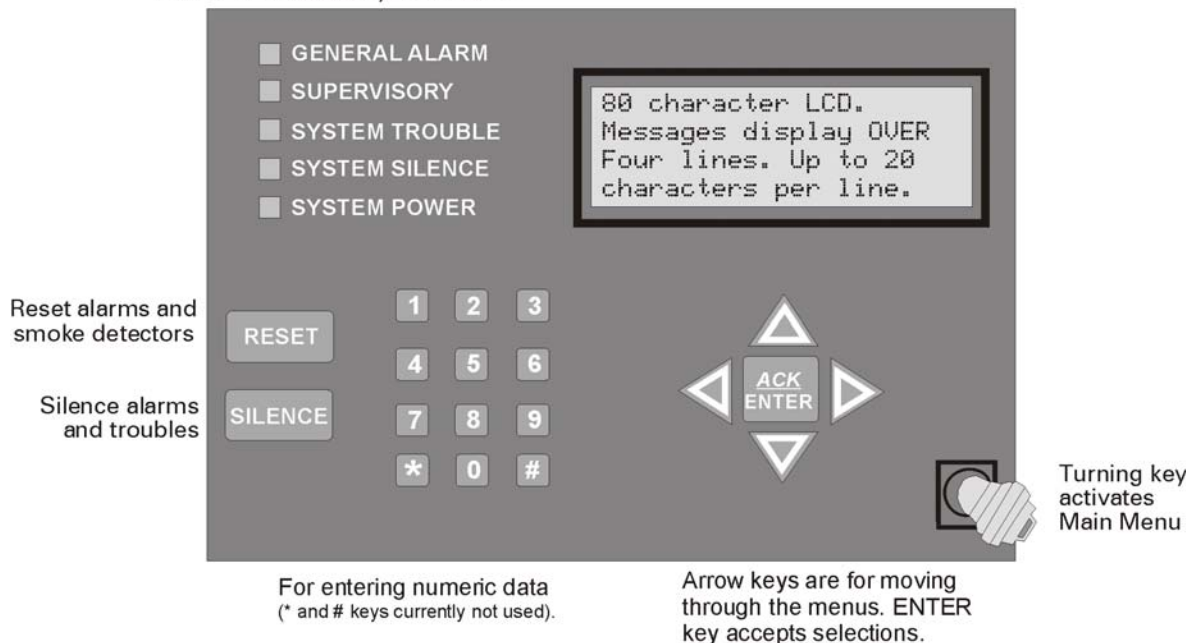 GENERAL ALARM
SUPERVISORY
SYSTEM TROUBLE
SYSTEM SILENCE
SYSTEM POWER
80 character LCD.
Messages display OVER
Four lines. Up to 20
characters per line.
Reset alarms and
smoke detectors
RESET
Silence alarms
and troubles
SILENCE
1 2 3
4 5 6
7 8 9
* 0 #
ACK
ENTER
Turning key
activates
Main Menu
For entering numeric data
(* and # keys currently not used).
Arrow keys are for moving
through the menus. ENTER
key accepts selections.